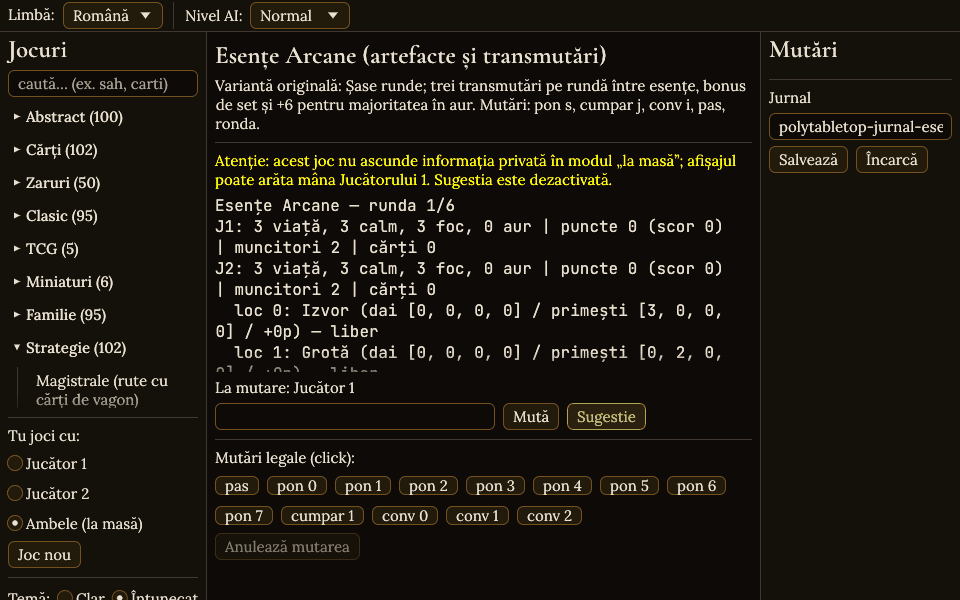 Limbă: Română ▼ Nivel AI: Normal ▼
Jocuri
caută... (ex. sah, carti)
▸ Abstract (100)
▸ Cărți (102)
▸ Zaruri (50)
▸ Clasic (95)
▸ TCG (5)
▸ Miniaturi (6)
▸ Familie (95)
▾ Strategie (102)
Magistrale (rute cu
cărți de vagon)
Tu joci cu:
Jucător 1
Jucător 2
Ambele (la masă)
Joc nou
Temă: Clar Întunecat
Esențe Arcane (artefacte și transmutări)
Variantă originală: Șase runde; trei transmutări pe rundă între esențe, bonus
de set și +6 pentru majoritatea în aur. Mutări: pon s, cumpar j, conv i, pas,
ronda.
Atenție: acest joc nu ascunde informația privată în modul „la masă”; afișajul
poate arăta mâna Jucătorului 1. Sugestia este dezactivată.
Esențe Arcane — runda 1/6
J1: 3 viață, 3 calm, 3 foc, 0 aur | puncte 0 (scor 0)
| muncitori 2 | cărți 0
J2: 3 viață, 3 calm, 3 foc, 0 aur | puncte 0 (scor 0)
| muncitori 2 | cărți 0
loc 0: Izvor (dai [0, 0, 0, 0] / primești [3, 0, 0,
0] / +0p) — liber
loc 1: Grotă (dai [0, 0, 0, 0] / primești [0, 2, 0,
0] / +0p) — liber
La mutare: Jucător 1
Mută Sugestie
Mutări legale (click):
pas pon 0 pon 1 pon 2 pon 3 pon 4 pon 5 pon 6
pon 7 cumpar 1 conv 0 conv 1 conv 2
Anulează mutarea
Mutări
Jurnal
polytabletop-jurnal-ese
Salvează Încarcă